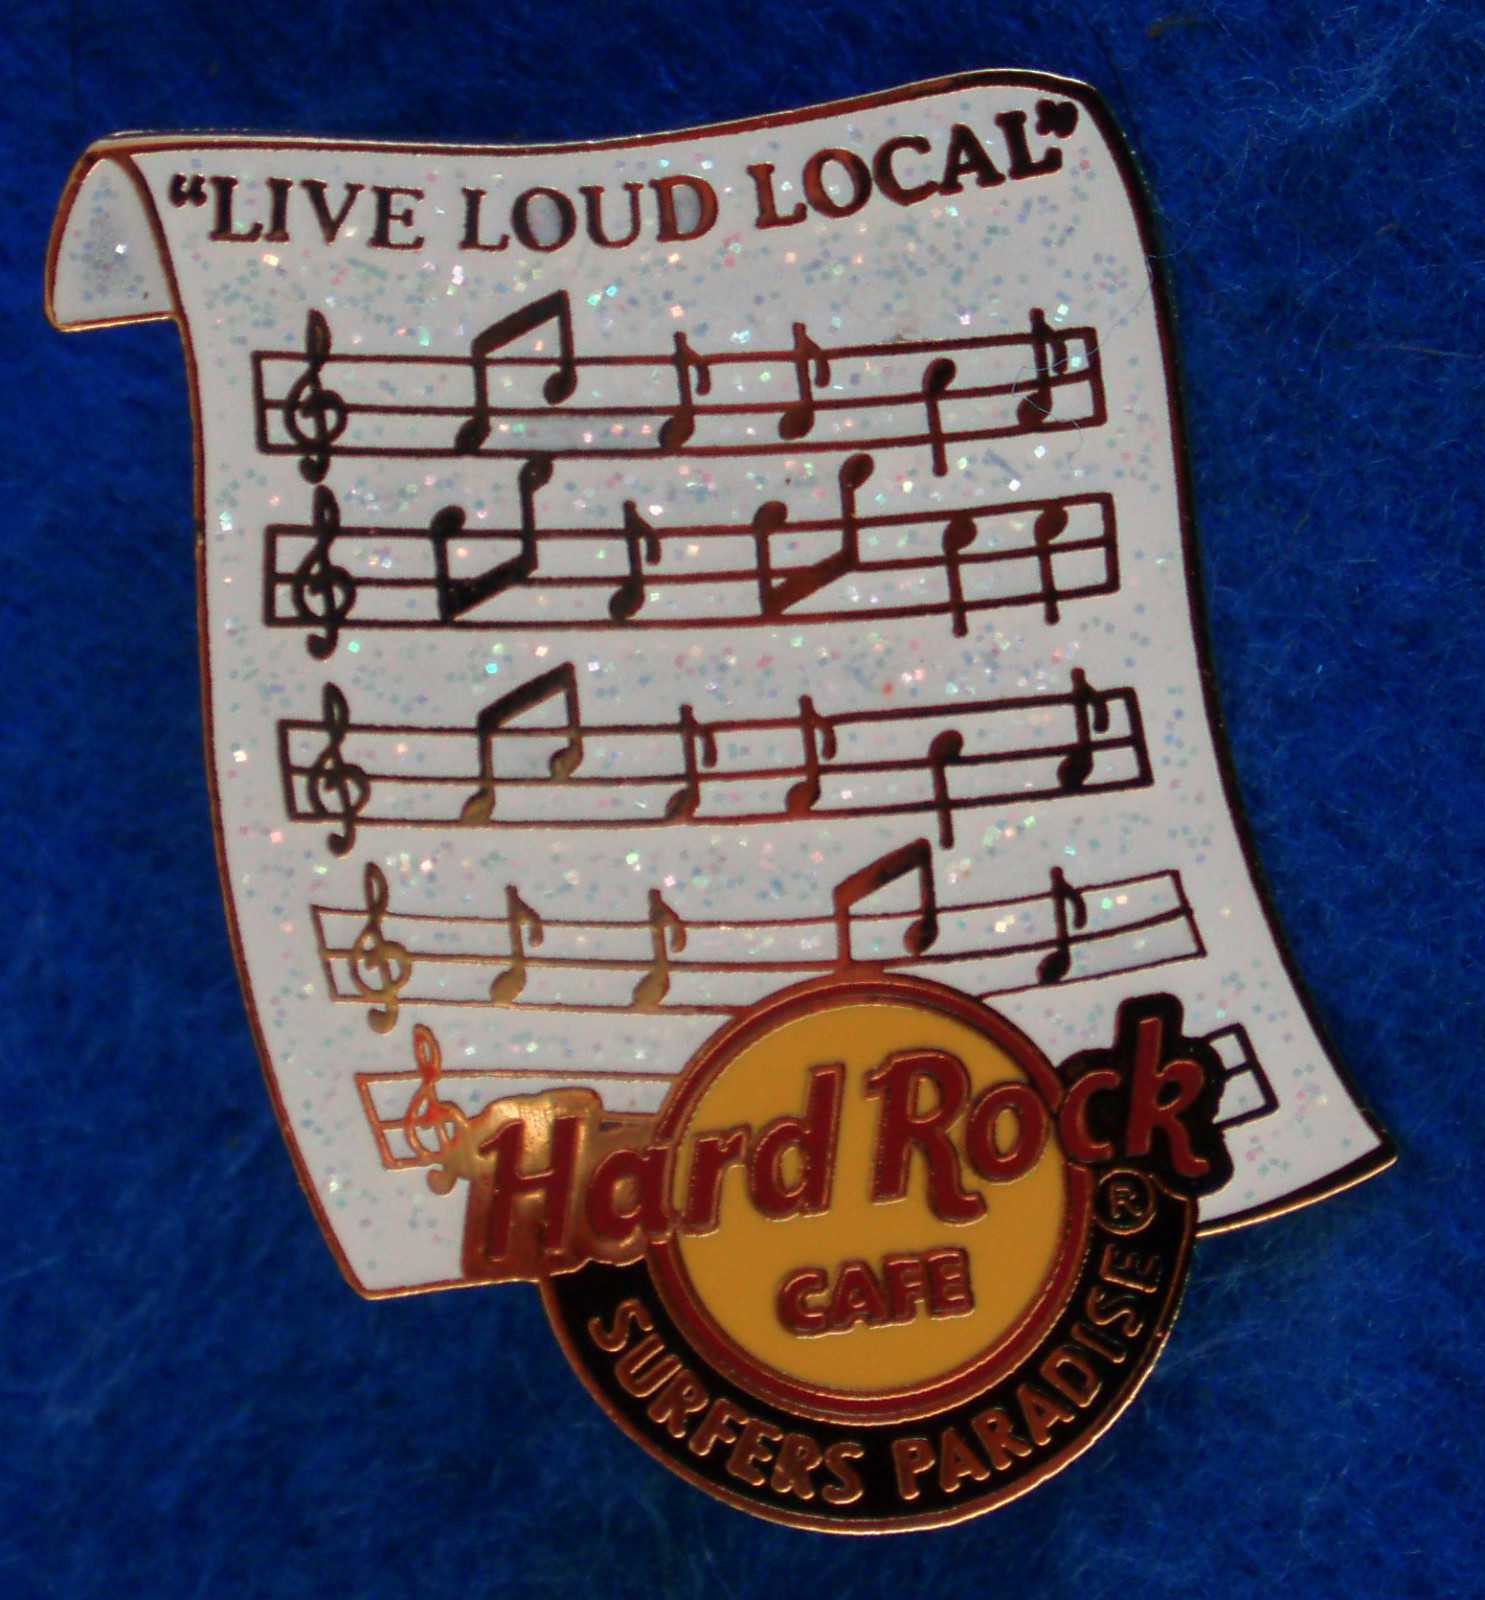 “LIVE LOUD LOCAL”
Hard Rock
CAFE
®
SURFERS PARADISE